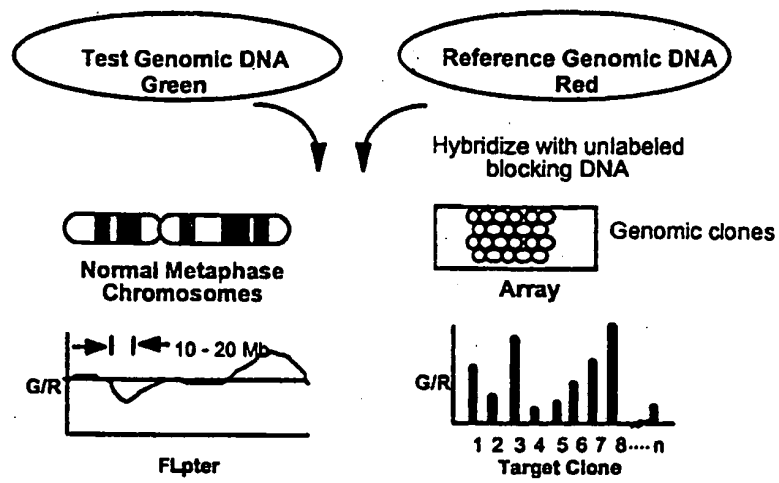 Test Genomic DNA
Green
Reference Genomic DNA
Red
Hybridize with unlabeled
blocking DNA
Normal Metaphase
Chromosomes
Genomic clones
Array
10 - 20 Mb
G/R
FLpter
G/R
1 2 3 4 5 6 7 8···· n
Target Clone